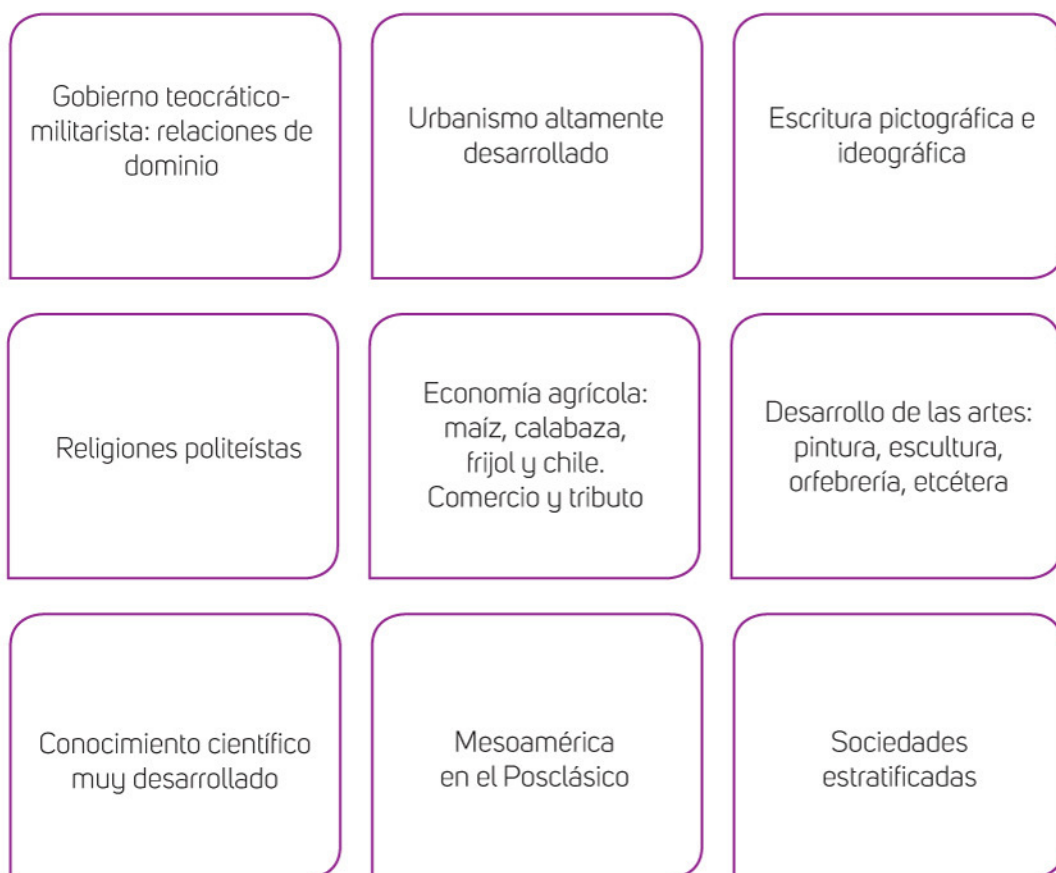 Gobierno teocrático-
militarista: relaciones de
dominio
Urbanismo altamente
desarrollado
Escritura pictográfica e
ideográfica
Religiones politeístas
Economía agrícola:
maíz, calabaza,
frijol y chile.
Comercio y tributo
Desarrollo de las artes:
pintura, escultura,
orfebrería, etcétera
Conocimiento científico
muy desarrollado
Mesoamérica
en el Posclásico
Sociedades
estratificadas